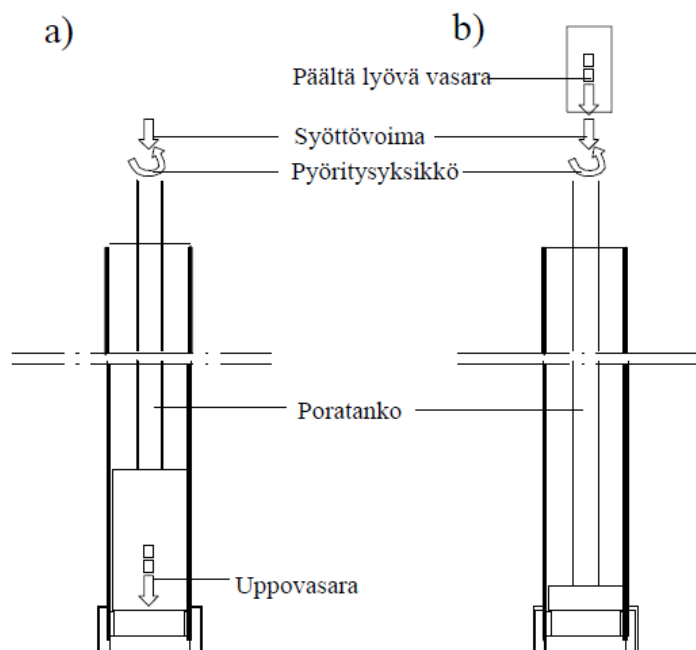 a)
b)
Päältä lyövä vasara
Syöttövoima
Pyöritysyksikkö
Poratanko
Uppovasara